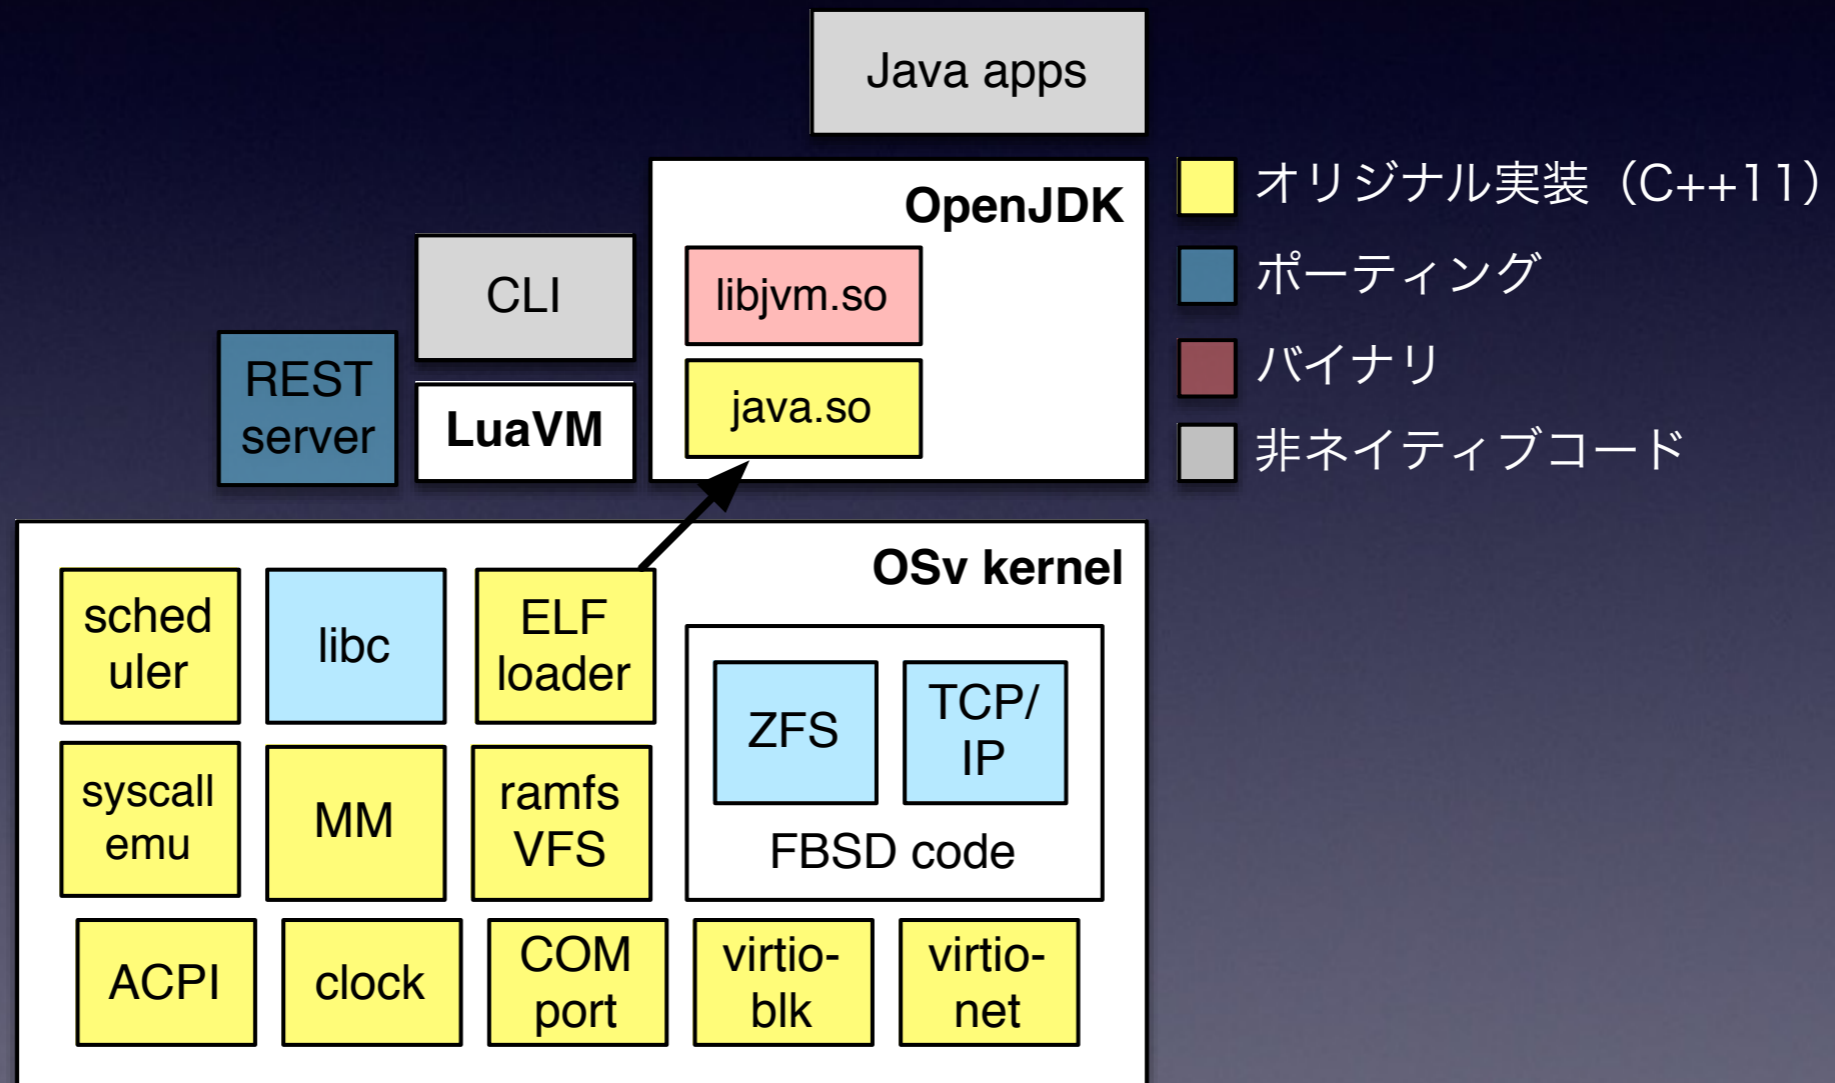 Java apps
OpenJDK
libjvm.so
java.so
CLI
LuaVM
REST
server
オリジナル実装（C++11）
ポーティング
バイナリ
非ネイティブコード
OSv kernel
sched
uler
libc
ELF
loader
syscall
emu
MM
ramfs
VFS
ZFS
TCP/
IP
FBSD code
ACPI
clock
COM
port
virtio-
blk
virtio-
net